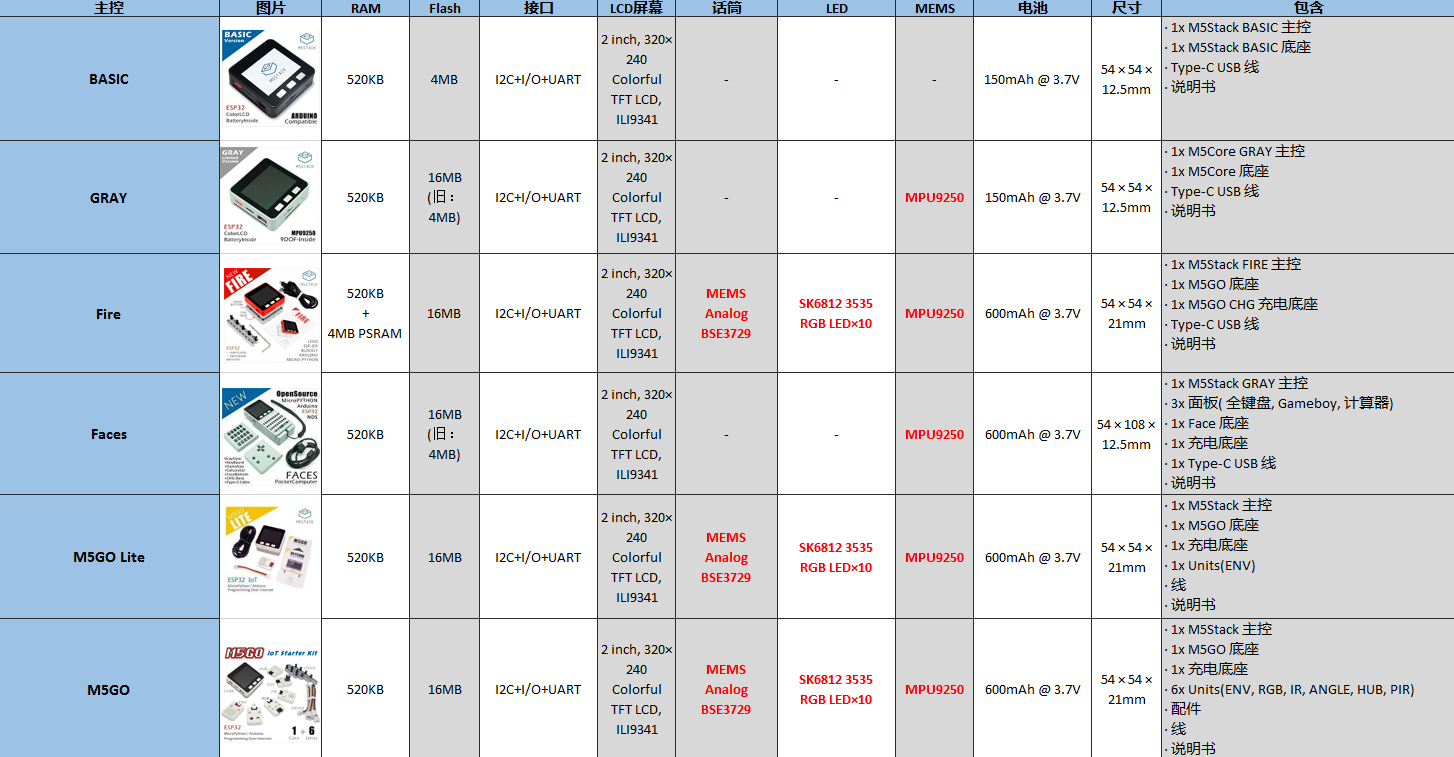 主控 图片 RAM Flash 接口 LCD屏幕 话筒 LED MEMS 电池 尺寸 包含
BASIC
BASIC
Version
M5STACK
ESP32
ColorLCD
BatteryInside
ARDUINO
Compatible
520KB
4MB
I2C+I/O+UART
2 inch, 320×
240
Colorful
TFT LCD,
ILI9341
-
-
-
150mAh @ 3.7V
54 × 54 ×
12.5mm
· 1x M5Stack BASIC 主控
· 1x M5Stack BASIC 底座
· Type-C USB 线
· 说明书
GRAY
GRAY
Limited
Version
M5STACK
ESP32
ColorLCD
BatteryInside
MPU9250
9DOF-Inside
520KB
16MB
(旧：
4MB)
I2C+I/O+UART
2 inch, 320×
240
Colorful
TFT LCD,
ILI9341
-
-
MPU9250
150mAh @ 3.7V
54 × 54 ×
12.5mm
· 1x M5Core GRAY 主控
· 1x M5Core 底座
· Type-C USB 线
· 说明书
Fire
NEW
FIRE
M5STACK
FIRE
ESP32
LEGO
ESP-IDF
BLOCKLY
ARDUINO
MICRO-PYTHON
520KB
+
4MB PSRAM
16MB
I2C+I/O+UART
2 inch, 320×
240
Colorful
TFT LCD,
ILI9341
MEMS
Analog
BSE3729
SK6812 3535
RGB LED×10
MPU9250
600mAh @ 3.7V
54 × 54 ×
21mm
· 1x M5Stack FIRE 主控
· 1x M5GO 底座
· 1x M5GO CHG 充电底座
· Type-C USB 线
· 说明书
Faces
NEW
OpenSource
MicroPYTHON
Arduino
ESP32
NDS
FACES
PocketComputer
520KB
16MB
(旧：
4MB)
I2C+I/O+UART
2 inch, 320×
240
Colorful
TFT LCD,
ILI9341
-
-
MPU9250
600mAh @ 3.7V
54 × 108 ×
12.5mm
· 1x M5Stack GRAY 主控
· 3x 面板( 全键盘, Gameboy, 计算器)
· 1x Face 底座
· 1x 充电底座
· 1x Type-C USB 线
· 说明书
M5GO Lite
LITE
M5STACK
M5GO
ESP32 IoT
MicroPython / Arduino
Programming Over Internet
520KB
16MB
I2C+I/O+UART
2 inch, 320×
240
Colorful
TFT LCD,
ILI9341
MEMS
Analog
BSE3729
SK6812 3535
RGB LED×10
MPU9250
600mAh @ 3.7V
54 × 54 ×
21mm
· 1x M5Stack 主控
· 1x M5GO 底座
· 1x 充电底座
· 1x Units(ENV)
· 线
· 说明书
M5GO
M5GO IoT Starter Kit
ESP32
MicroPython / Arduino
Programming Over Internet
1 + 6
Core Units
520KB
16MB
I2C+I/O+UART
2 inch, 320×
240
Colorful
TFT LCD,
ILI9341
MEMS
Analog
BSE3729
SK6812 3535
RGB LED×10
MPU9250
600mAh @ 3.7V
54 × 54 ×
21mm
· 1x M5Stack 主控
· 1x M5GO 底座
· 1x 充电底座
· 6x Units(ENV, RGB, IR, ANGLE, HUB, PIR)
· 配件
· 线
· 说明书